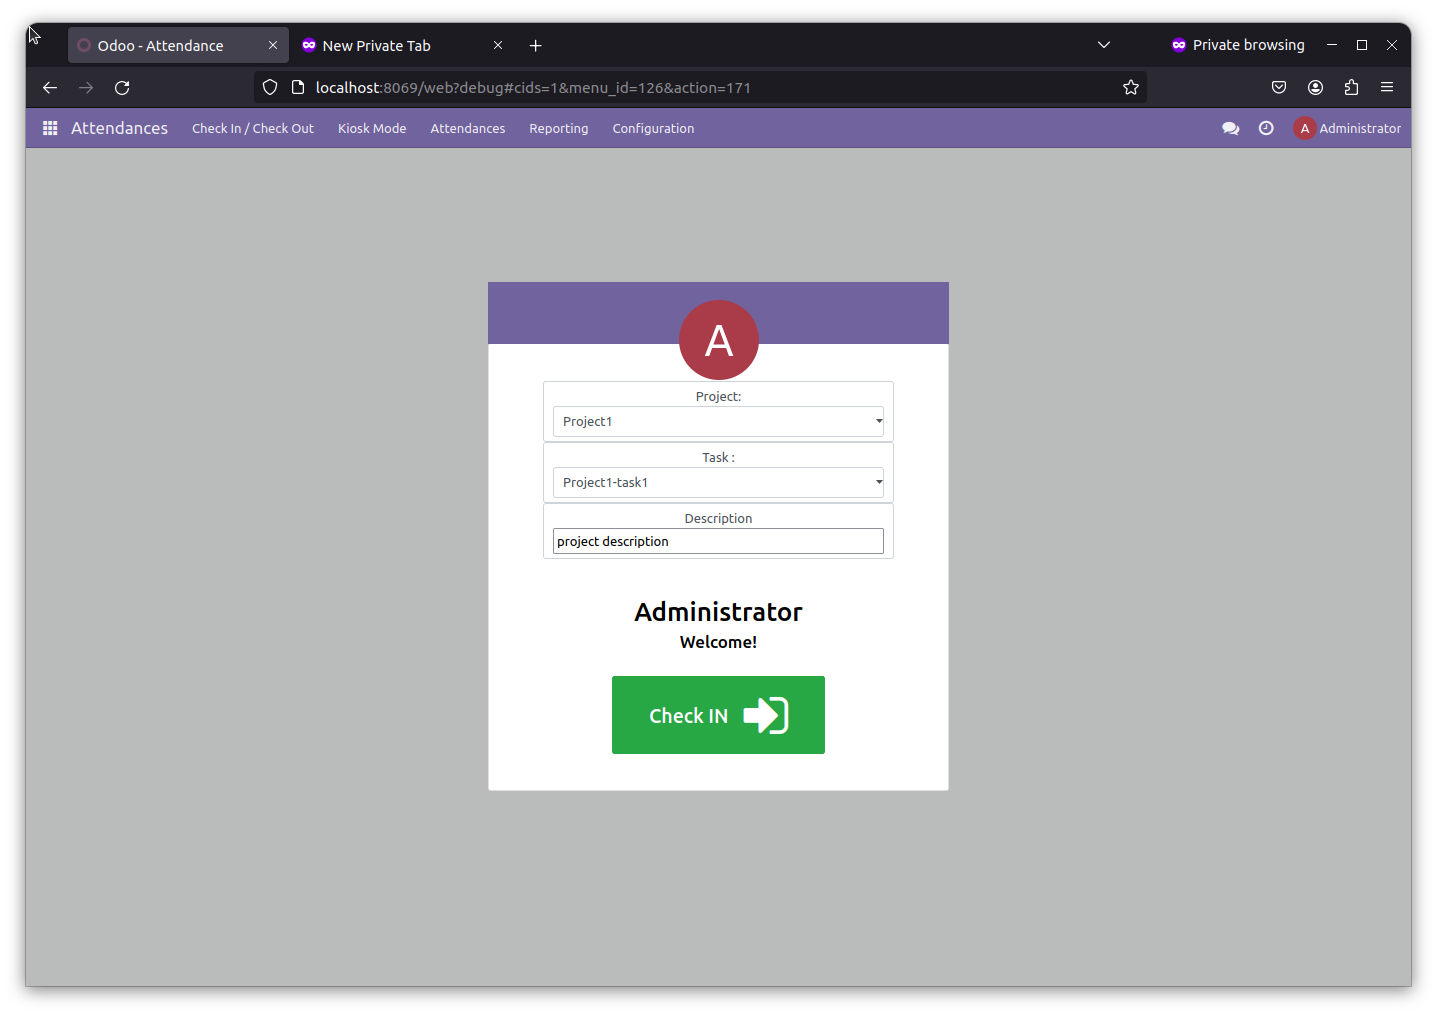 Odoo - Attendance
New Private Tab
Private browsing
localhost:8069/web?debug#cids=1&menu_id=126&action=171
Attendances Check In / Check Out Kiosk Mode Attendances Reporting Configuration A Administrator
A
Project:
Project1
Task :
Project1-task1
Description
project description
Administrator
Welcome!
Check IN